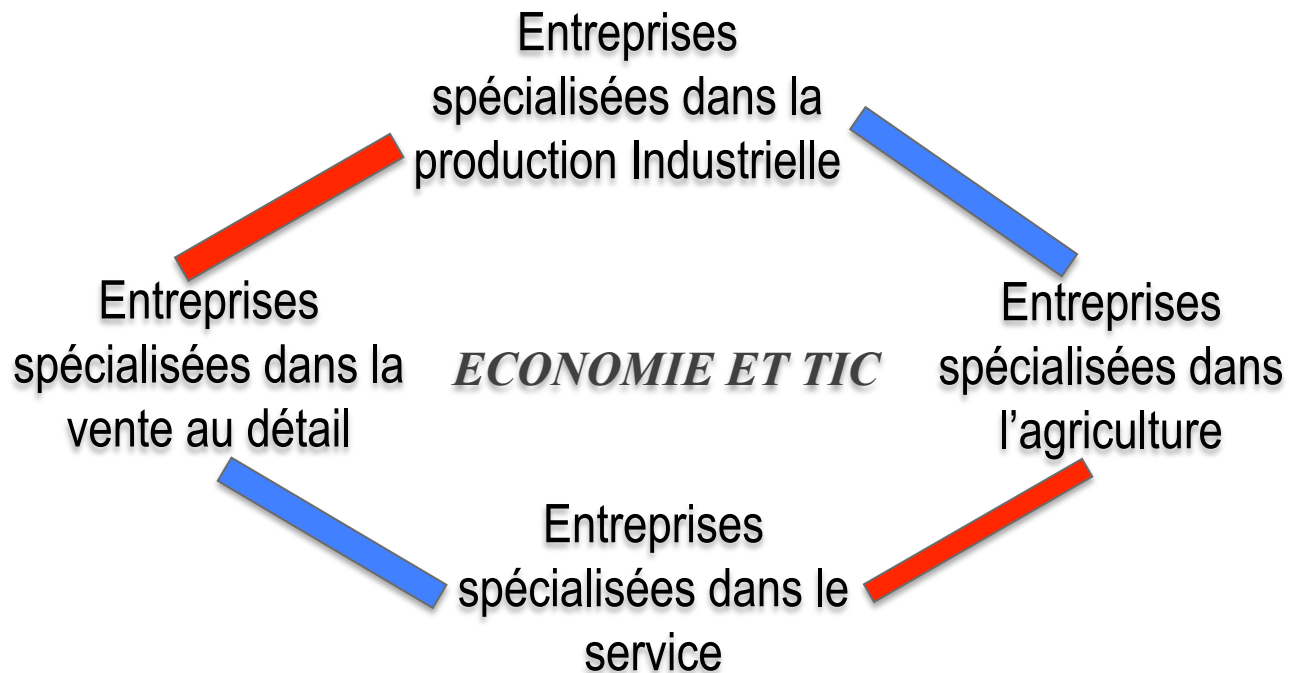 Entreprises
spécialisées dans la
production Industrielle
Entreprises
spécialisées dans la
vente au détail
ECONOMIE ET TIC
Entreprises
spécialisées dans
l’agriculture
Entreprises
spécialisées dans le
service